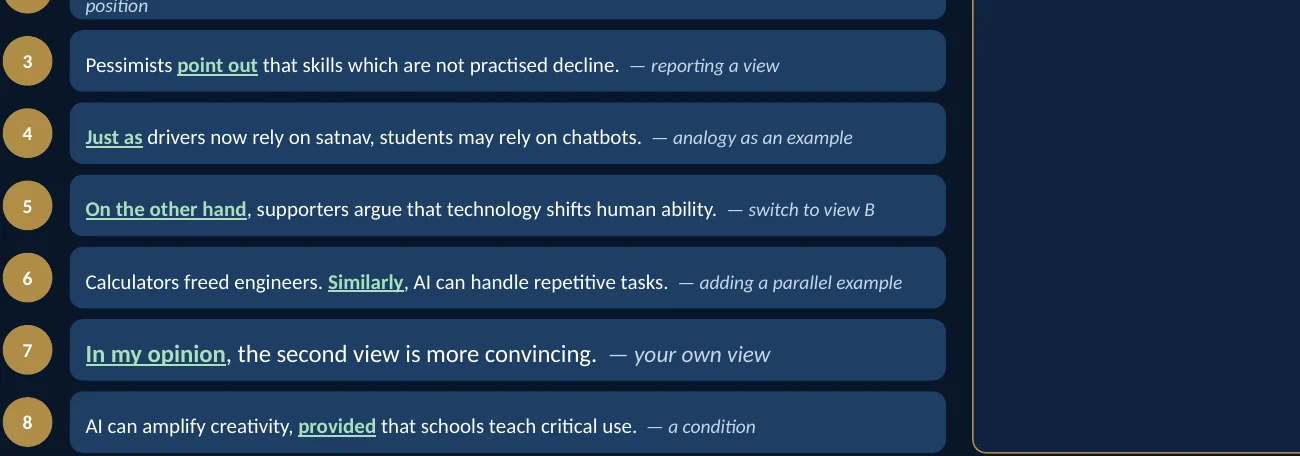 position
3
Pessimists point out that skills which are not practised decline. — reporting a view
4
Just as drivers now rely on satnav, students may rely on chatbots. — analogy as an example
5
On the other hand, supporters argue that technology shifts human ability. — switch to view B
6
Calculators freed engineers. Similarly, AI can handle repetitive tasks. — adding a parallel example
7
In my opinion, the second view is more convincing. — your own view
8
AI can amplify creativity, provided that schools teach critical use. — a condition